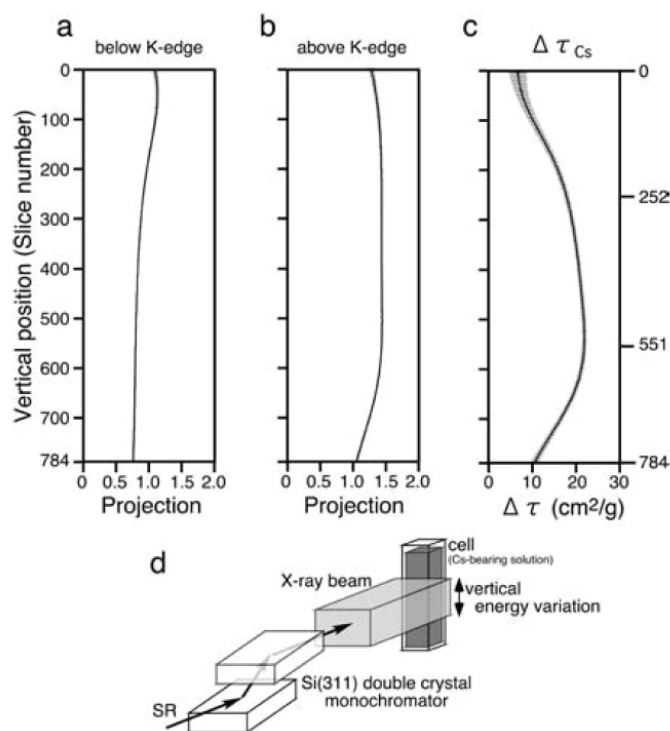 a
below K-edge
b
above K-edge
c
Δ τ Cs
Vertical position (Slice number)
0
100
200
300
400
500
600
700
784
0
0.5
1.0
1.5
2.0
Projection
0
0.5
1.0
1.5
2.0
Projection
0
252
551
784
0
10
20
30
Δ τ (cm²/g)
d
X-ray beam
cell
(Cs-bearing solution)
vertical
energy variation
Si(311) double crystal
monochromator
SR